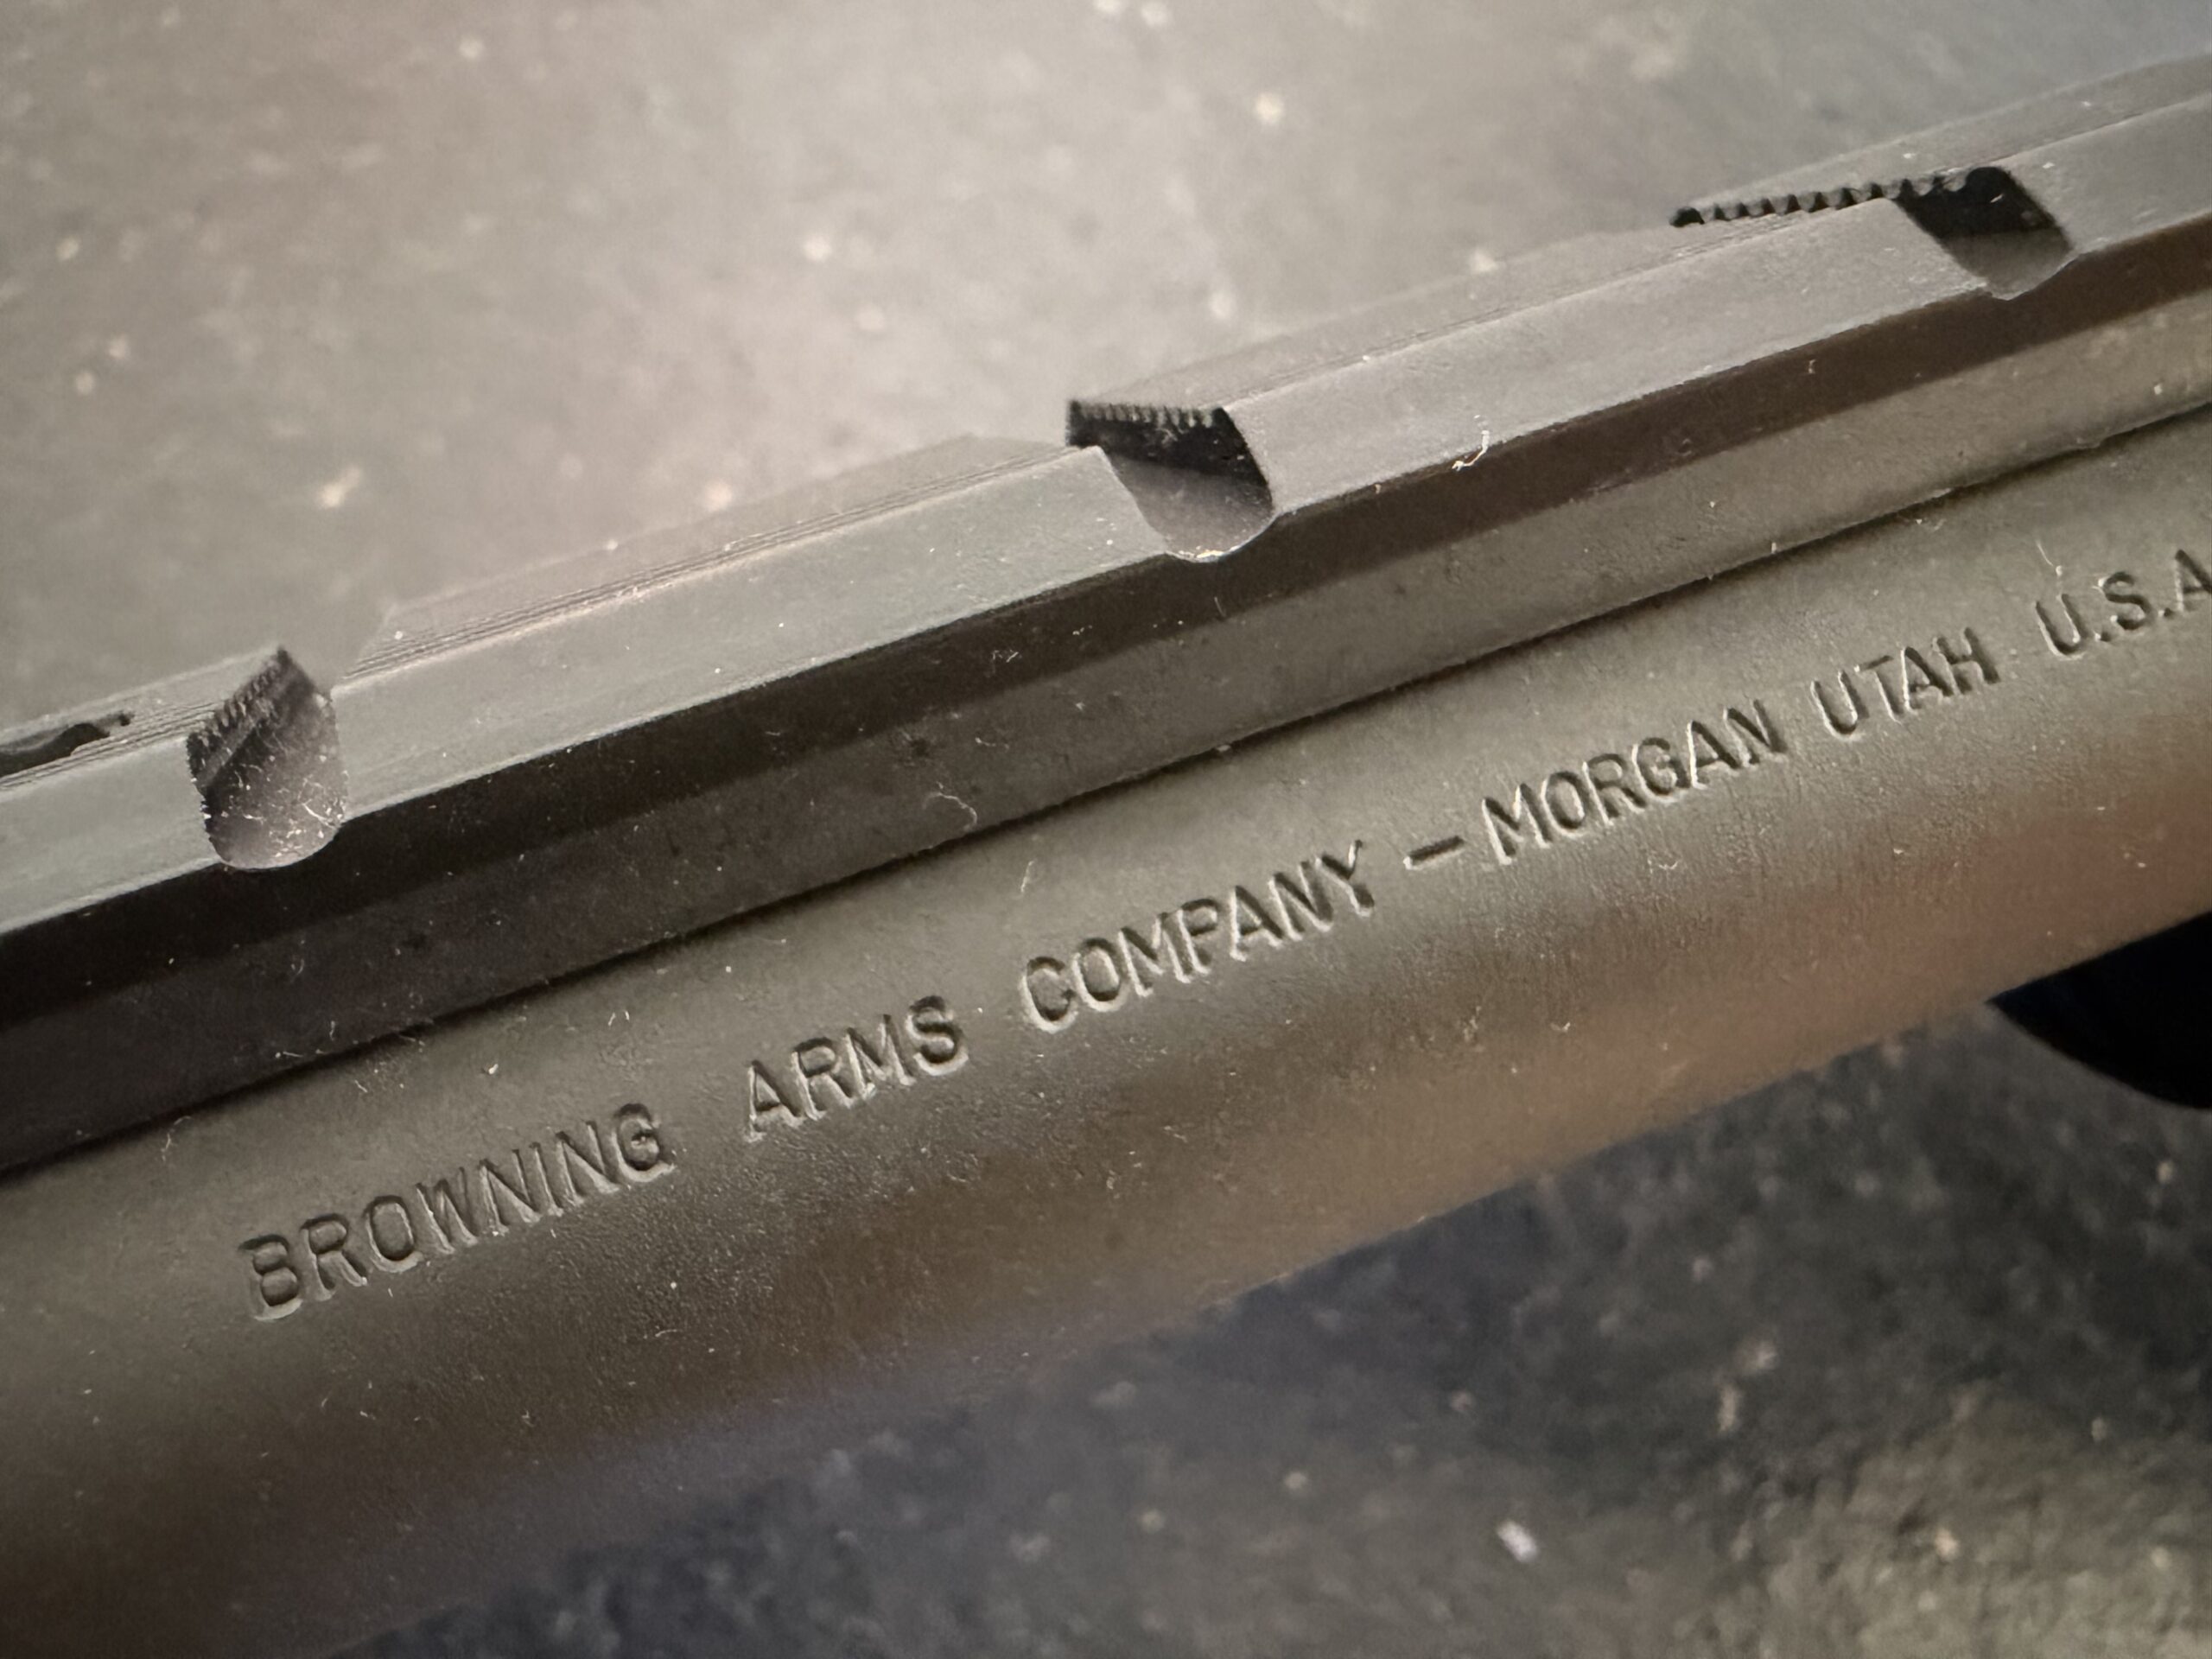 BROWNING ARMS COMPANY – MORGAN UTAH U.S.A